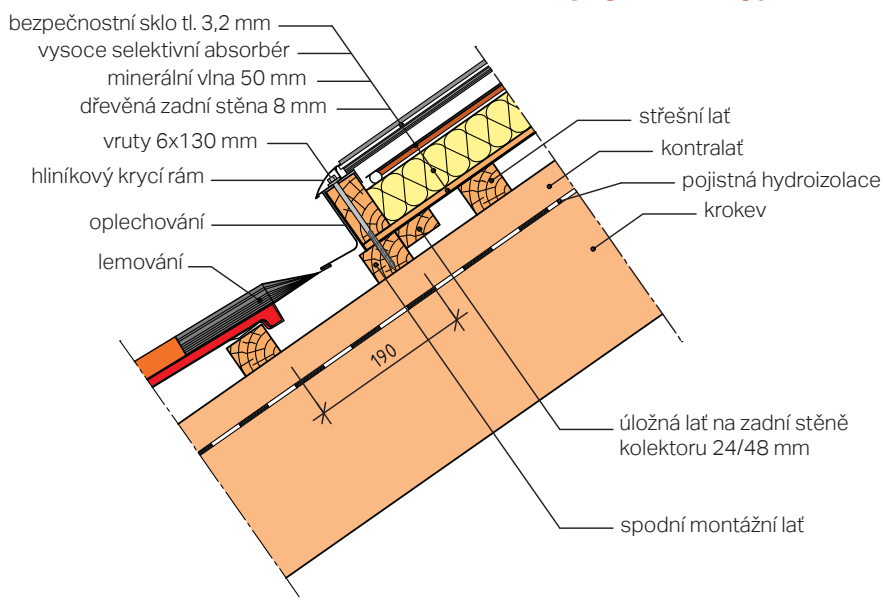 bezpečnostní sklo tl. 3,2 mm
vysoce selektivní absorbér
minerální vlna 50 mm
dřevěná zadní stěna 8 mm
vruty 6x130 mm
hliníkový krycí rám
oplechování
lemování
střešní lať
kontralať
pojistná hydroizolace
krokev
190
úložná lať na zadní stěně
kolektoru 24/48 mm
spodní montážní lať